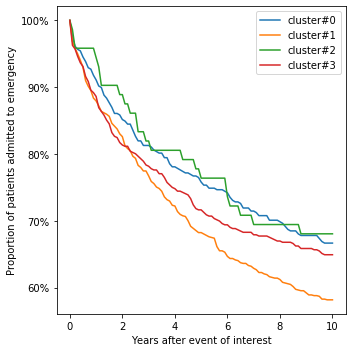 100%
90%
80%
70%
60%
Proportion of patients admitted to emergency
cluster#0
cluster#1
cluster#2
cluster#3
0
2
4
6
8
10
Years after event of interest